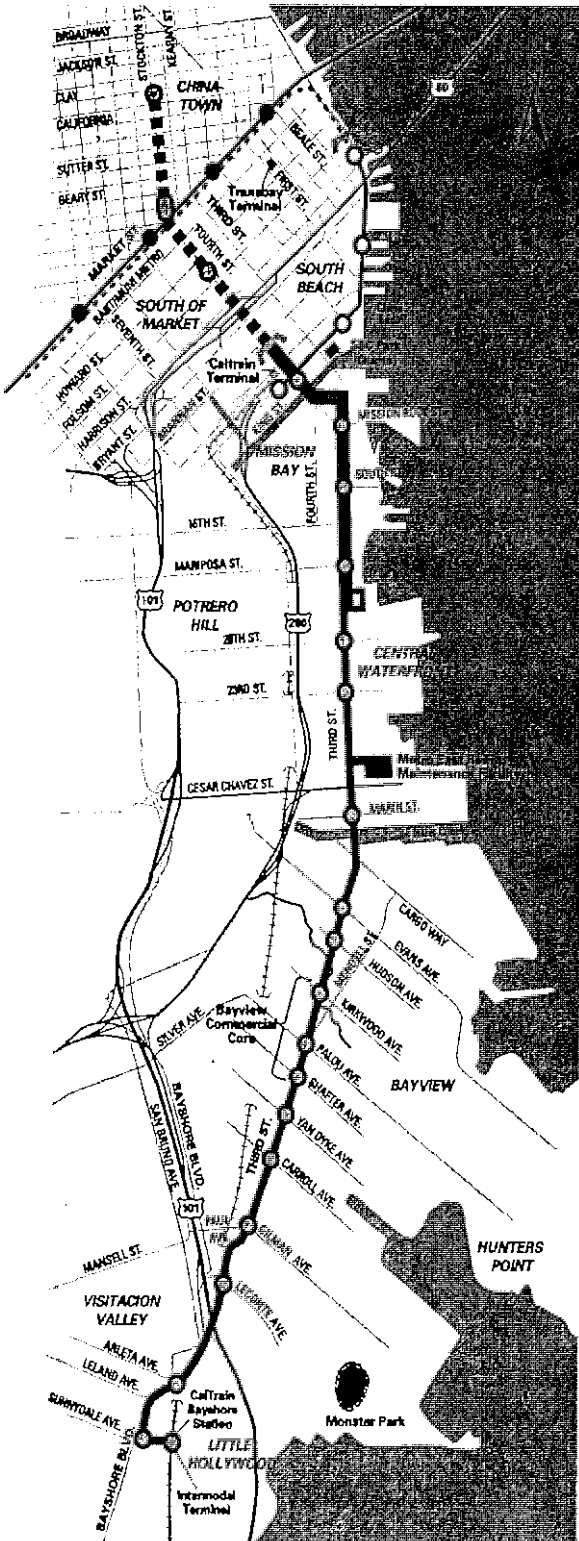 BROADWAY
JACKSON ST.
CLAY
CALIFORNIA
SUTTER ST.
STOCKTON ST.
KEARNY ST.
CHINA-
TOWN
80
BEALE ST.
FIRST ST.
Transbay
Terminal
THIRD ST.
FOURTH ST.
MARKET ST.
SOUTH
BEACH
SOUTH OF
MARKET
SEVENTH ST.
HOWARD ST.
FOLSOM ST.
HARRISON ST.
BRYANT ST.
Caltrain
Terminal
MISSION
BAY
FOURTH ST.
16TH ST.
MARIPOSA ST.
101
POTRERO
HILL
280
23RD ST.
CENTRAL
WATERFRONT
THIRD ST.
CESAR CHAVEZ ST.
MARIN ST.
CARGO WAY
EVANS AVE.
HUDSON AVE.
KIRKWOOD AVE.
SILVER AVE.
Bayview
Commercial
Core
PALOU AVE.
SHAFTER AVE.
BAYVIEW
VAN DYKE AVE.
CARROLL AVE.
THIRD ST.
SAN BRUNO AVE.
BAYSHORE BLVD.
101
GILMAN AVE.
MANSELL ST.
HUNTERS
POINT
VISITACION
VALLEY
LECONTE AVE.
ARLETA AVE.
LELAND AVE.
SUNNYDALE AVE.
CalTrain
Bayshore
Station
Monster Park
LITTLE
HOLLYWOOD
BAYSHORE BLVD.
Intermodal
Terminal